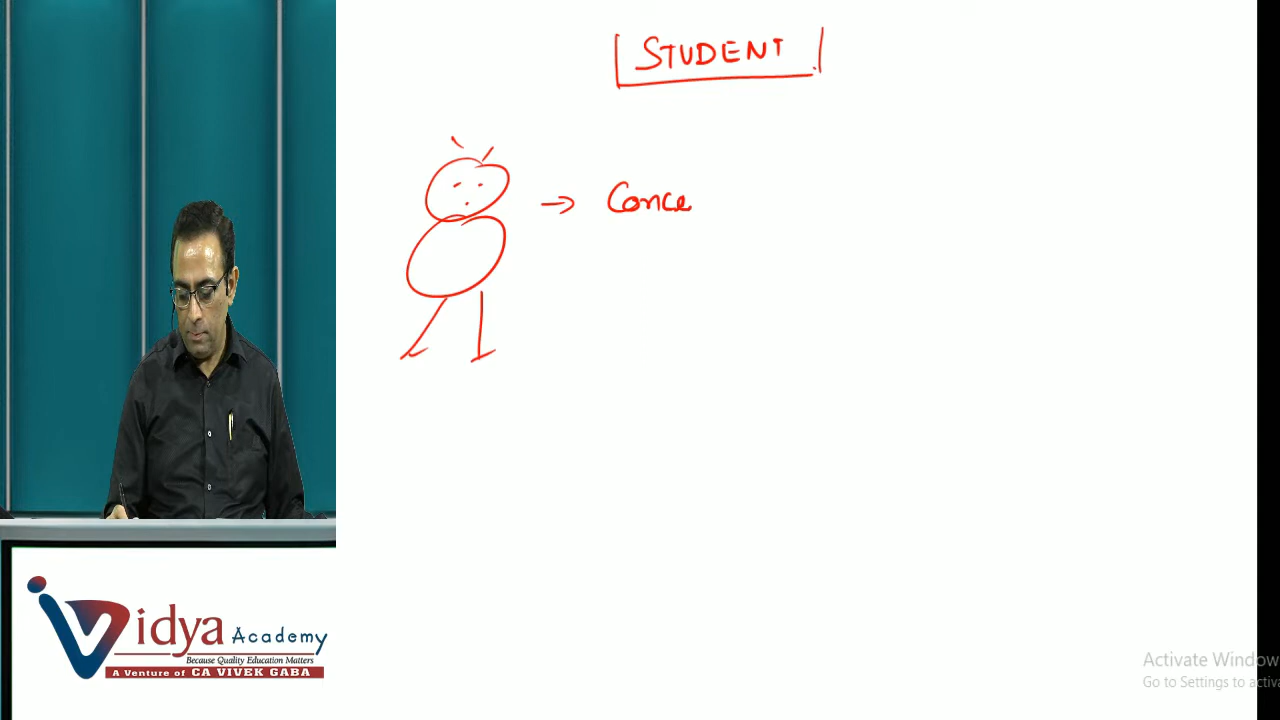 STUDENT
→ Conce
iVidya Academy
Because Quality Education Matters
A Venture of CA VIVEK GABA
Activate Window
Go to Settings to activa